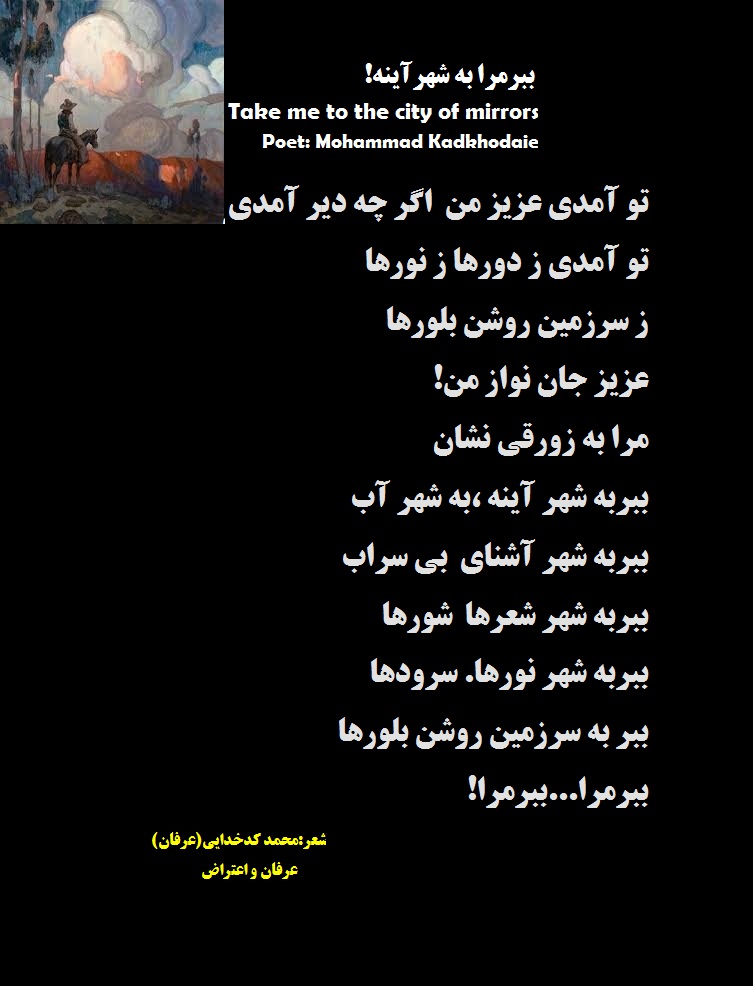 ببرمرا به شهرآینه!
Take me to the city of mirrors
Poet: Mohammad Kadkhodaie
تو آمدی عزیز من اگر چه دیر آمدی
تو آمدی ز دورها ز نورها
ز سرزمین روشن بلورها
عزیز جان نواز من!
مرا به زورقی نشان
ببربه شهر آینه ،به شهر آب
ببربه شهر آشنای بی سراب
ببربه شهر شعرها شورها
ببربه شهر نورها. سرودها
ببر به سرزمین روشن بلورها
ببرمرا...ببرمرا!
شعر:محمد کدخدایی(عرفان)
عرفان و اعتراض